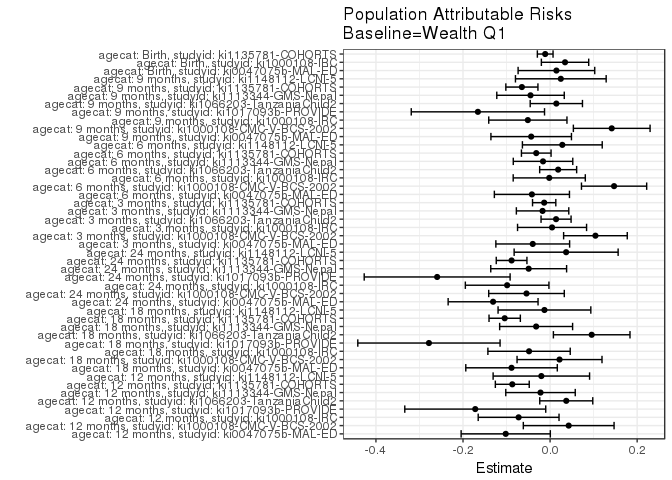 Population Attributable Risks
Baseline=Wealth Q1
agecat: Birth, studyid: ki1135781-COHORTS
agecat: Birth, studyid: ki1000108-IRC
agecat: Birth, studyid: ki0047075b-MAL-ED
agecat: 9 months, studyid: ki1148112-LCNI-5
agecat: 9 months, studyid: ki1135781-COHORTS
agecat: 9 months, studyid: ki1113344-GMS-Nepal
agecat: 9 months, studyid: ki1066203-TanzaniaChild2
agecat: 9 months, studyid: ki1017093b-PROVIDE
agecat: 9 months, studyid: ki1000108-IRC
agecat: 9 months, studyid: ki1000108-CMC-V-BCS-2002
agecat: 9 months, studyid: ki0047075b-MAL-ED
agecat: 6 months, studyid: ki1148112-LCNI-5
agecat: 6 months, studyid: ki1135781-COHORTS
agecat: 6 months, studyid: ki1113344-GMS-Nepal
agecat: 6 months, studyid: ki1066203-TanzaniaChild2
agecat: 6 months, studyid: ki1000108-IRC
agecat: 6 months, studyid: ki1000108-CMC-V-BCS-2002
agecat: 6 months, studyid: ki0047075b-MAL-ED
agecat: 3 months, studyid: ki1135781-COHORTS
agecat: 3 months, studyid: ki1113344-GMS-Nepal
agecat: 3 months, studyid: ki1066203-TanzaniaChild2
agecat: 3 months, studyid: ki1000108-IRC
agecat: 3 months, studyid: ki1000108-CMC-V-BCS-2002
agecat: 3 months, studyid: ki0047075b-MAL-ED
agecat: 24 months, studyid: ki1148112-LCNI-5
agecat: 24 months, studyid: ki1135781-COHORTS
agecat: 24 months, studyid: ki1113344-GMS-Nepal
agecat: 24 months, studyid: ki1017093b-PROVIDE
agecat: 24 months, studyid: ki1000108-IRC
agecat: 24 months, studyid: ki1000108-CMC-V-BCS-2002
agecat: 24 months, studyid: ki0047075b-MAL-ED
agecat: 18 months, studyid: ki1148112-LCNI-5
agecat: 18 months, studyid: ki1135781-COHORTS
agecat: 18 months, studyid: ki1113344-GMS-Nepal
agecat: 18 months, studyid: ki1066203-TanzaniaChild2
agecat: 18 months, studyid: ki1017093b-PROVIDE
agecat: 18 months, studyid: ki1000108-IRC
agecat: 18 months, studyid: ki1000108-CMC-V-BCS-2002
agecat: 18 months, studyid: ki0047075b-MAL-ED
agecat: 12 months, studyid: ki1148112-LCNI-5
agecat: 12 months, studyid: ki1135781-COHORTS
agecat: 12 months, studyid: ki1113344-GMS-Nepal
agecat: 12 months, studyid: ki1066203-TanzaniaChild2
agecat: 12 months, studyid: ki1017093b-PROVIDE
agecat: 12 months, studyid: ki1000108-IRC
agecat: 12 months, studyid: ki1000108-CMC-V-BCS-2002
agecat: 12 months, studyid: ki0047075b-MAL-ED
-0.4 -0.2 0.0 0.2
Estimate